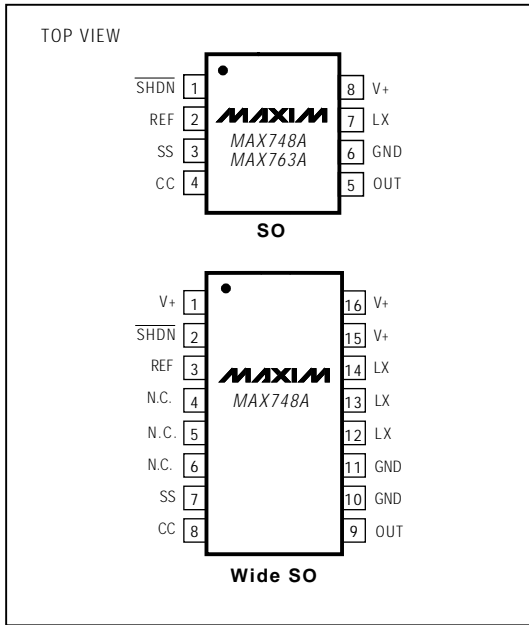 TOP VIEW
SHDN 1
REF 2
SS 3
CC 4
MAXIM
MAX748A
MAX763A
8 V+
7 LX
6 GND
5 OUT
SO
V+ 1
SHDN 2
REF 3
N.C. 4
N.C. 5
N.C. 6
SS 7
CC 8
MAXIM
MAX748A
16 V+
15 V+
14 LX
13 LX
12 LX
11 GND
10 GND
9 OUT
Wide SO